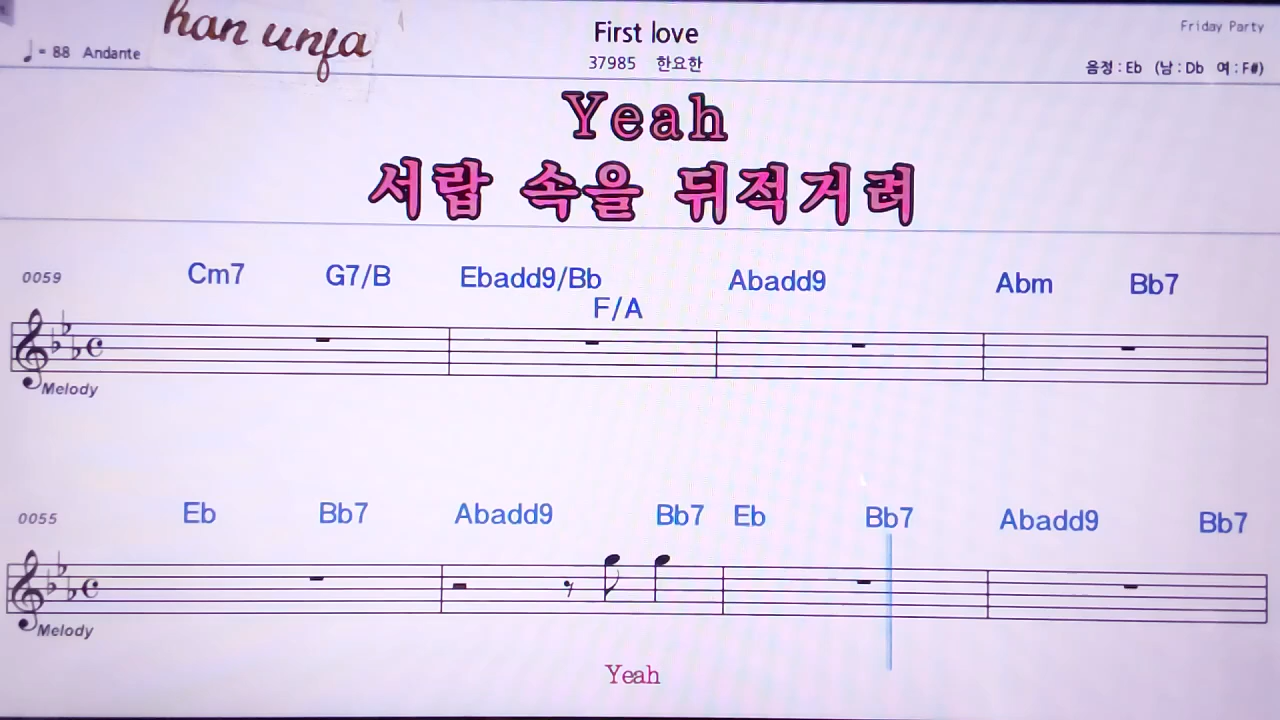 han unja
♩ = 88 Andante
First love
37985 한요한
Friday Party
음정 : Eb (남 : Db 여 : F#)
Yeah
서랍 속을 뒤적거려
0059
Cm7 G7/B Ebadd9/Bb Abadd9 Abm Bb7
F/A
Melody
0055
Eb Bb7 Abadd9 Bb7 Eb Bb7 Abadd9 Bb7
Melody
Yeah